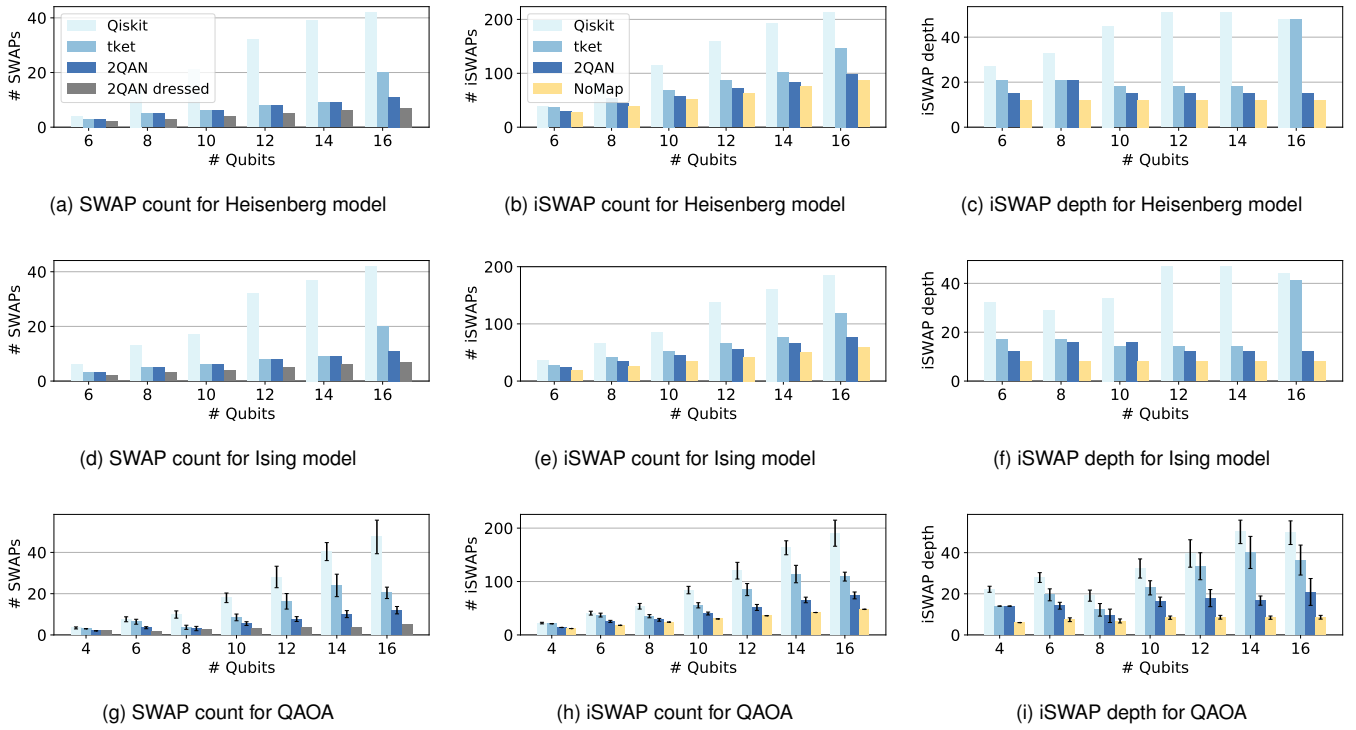 # SWAPs
40
20
0
Qiskit
tket
2QAN
2QAN dressed
6 8 10 12 14 16
# Qubits
(a) SWAP count for Heisenberg model
# iSWAPs
200
100
0
Qiskit
tket
2QAN
NoMap
6 8 10 12 14 16
# Qubits
(b) iSWAP count for Heisenberg model
iSWAP depth
40
20
0
6 8 10 12 14 16
# Qubits
(c) iSWAP depth for Heisenberg model
# SWAPs
40
20
0
6 8 10 12 14 16
# Qubits
(d) SWAP count for Ising model
# iSWAPs
200
100
0
6 8 10 12 14 16
# Qubits
(e) iSWAP count for Ising model
iSWAP depth
40
20
0
6 8 10 12 14 16
# Qubits
(f) iSWAP depth for Ising model
# SWAPs
40
20
0
4 6 8 10 12 14 16
# Qubits
(g) SWAP count for QAOA
# iSWAPs
200
100
0
4 6 8 10 12 14 16
# Qubits
(h) iSWAP count for QAOA
iSWAP depth
40
20
0
4 6 8 10 12 14 16
# Qubits
(i) iSWAP depth for QAOA